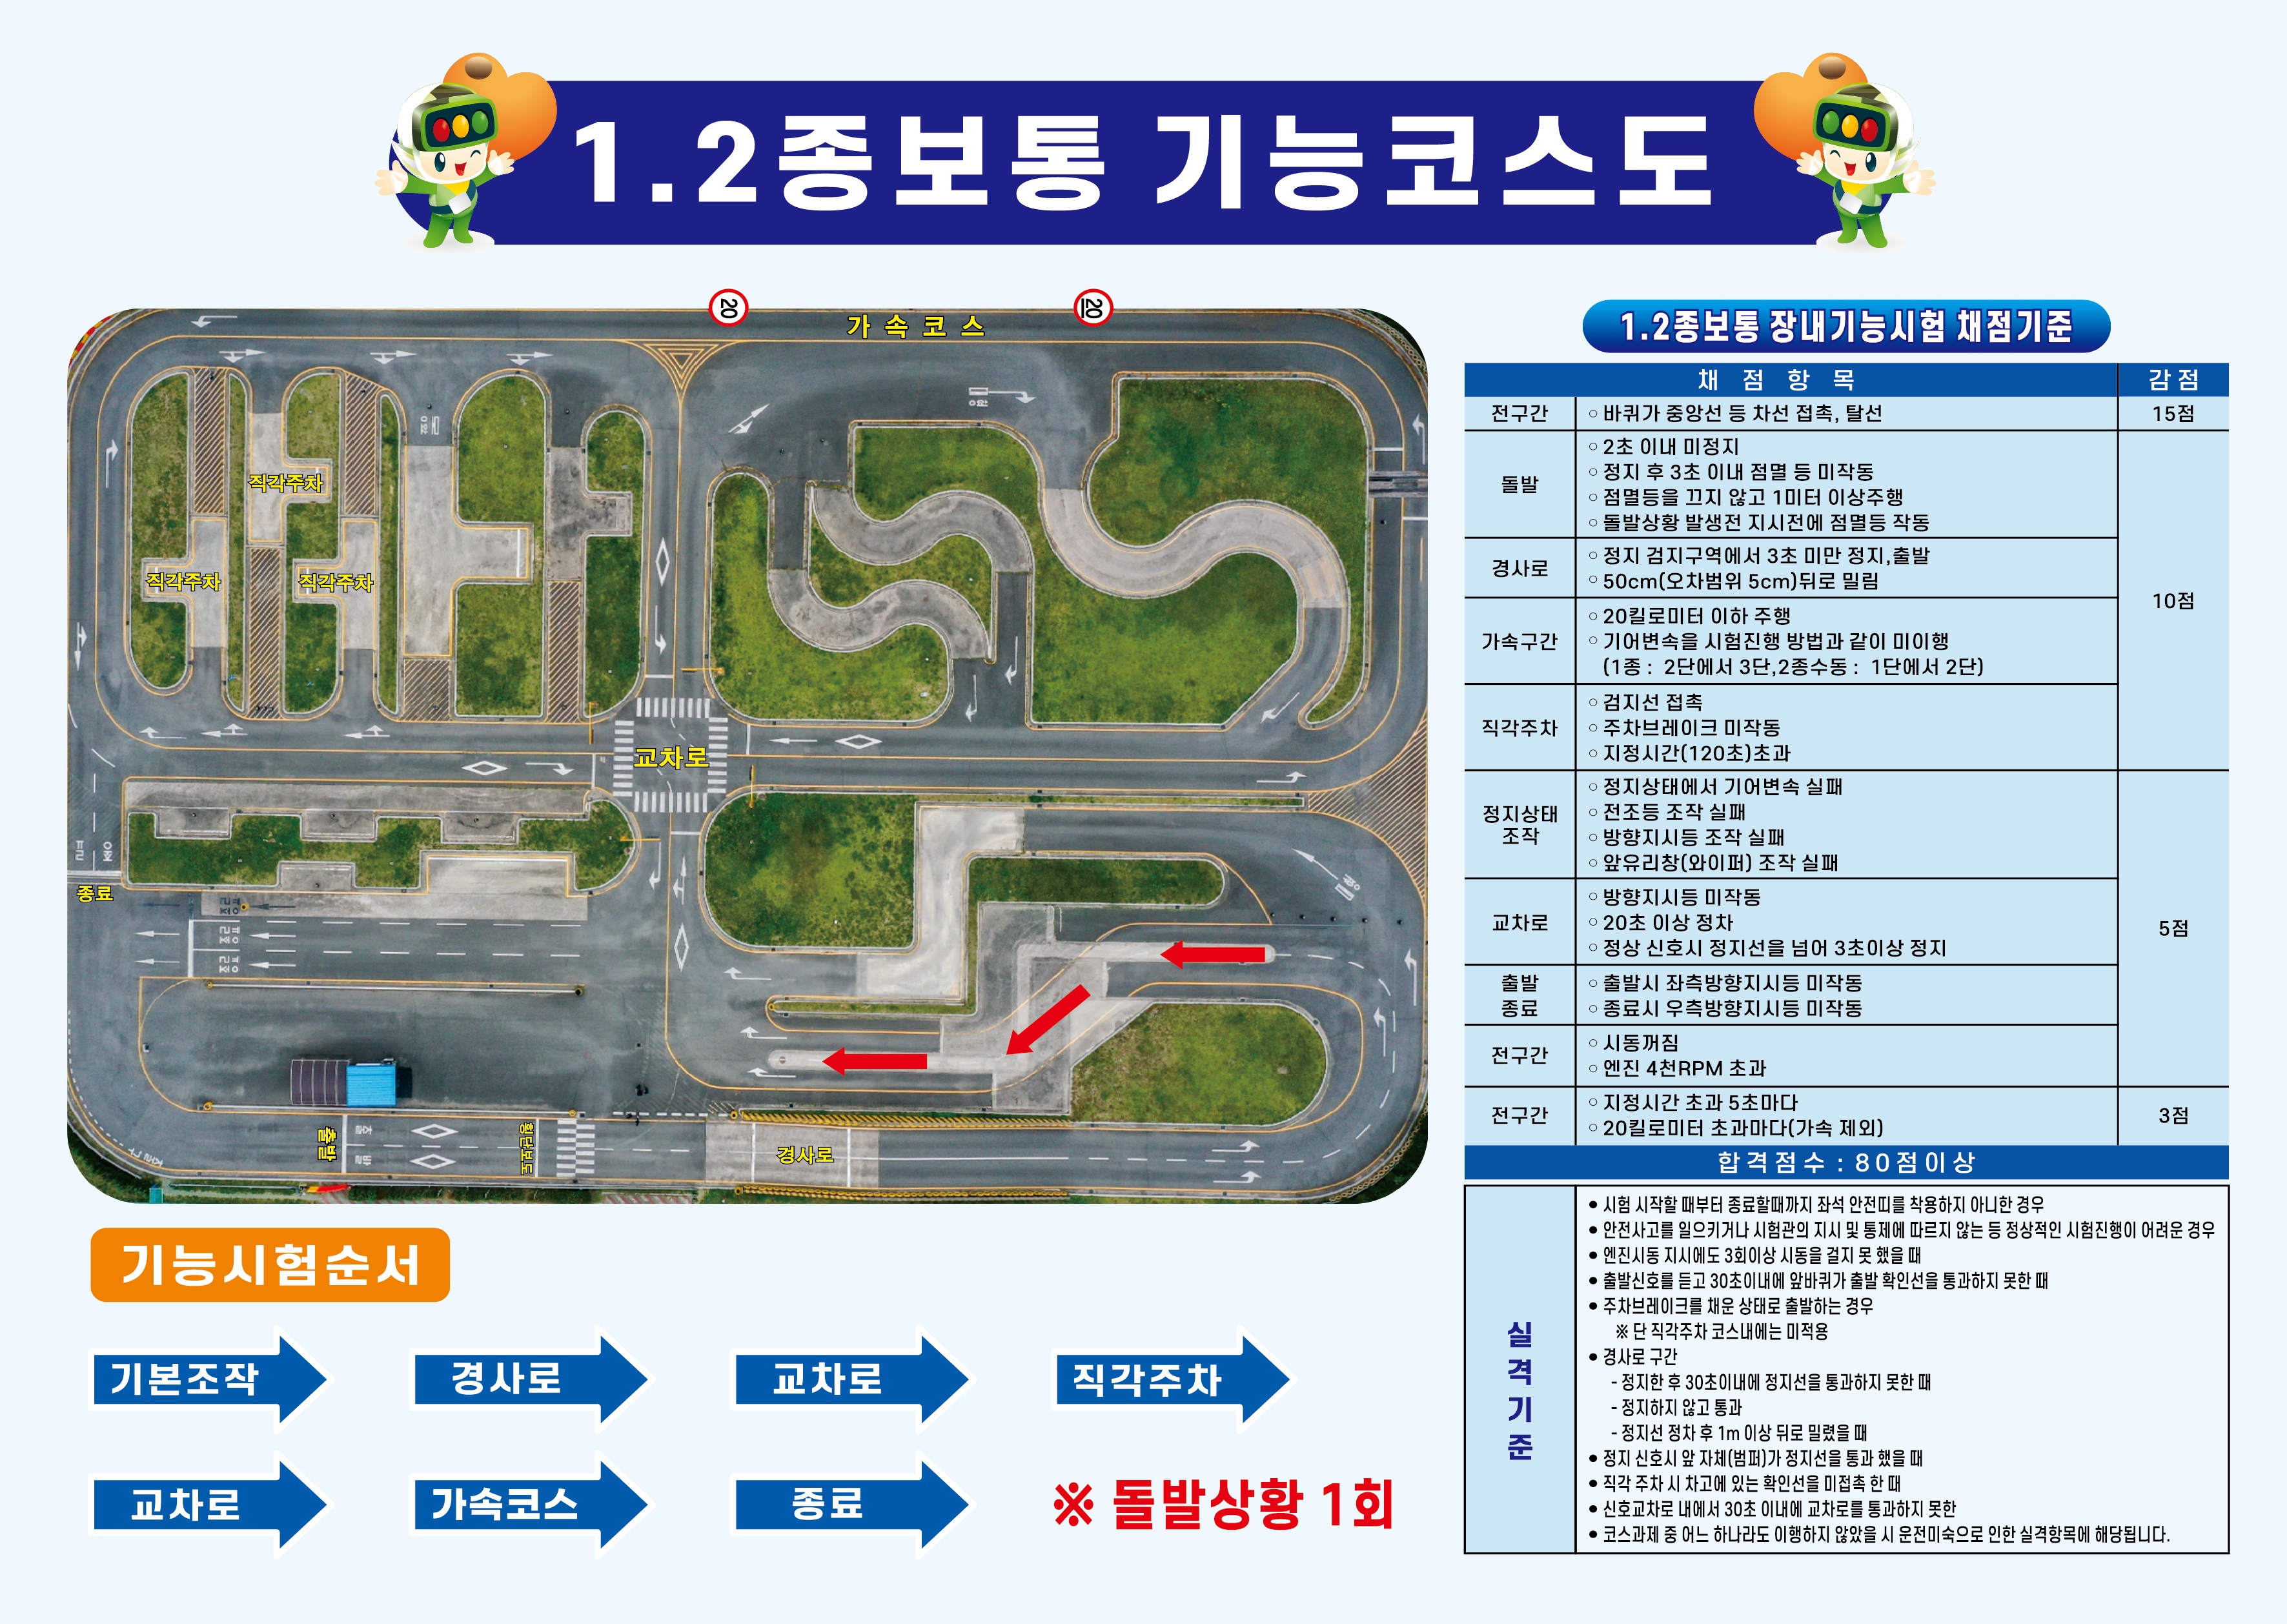 1.2종보통 기능코스도
20
20
가속코스
직각주차
직각주차
직각주차
교차로
종료
출발
횡단보도
경사로
1.2종보통 장내기능시험 채점기준
채 점 항 목 감점
전구간 ○ 바퀴가 중앙선 등 차선 접촉, 탈선 15점
돌발
○ 2초 이내 미정지
○ 정지 후 3초 이내 점멸 등 미작동
○ 점멸등을 끄지 않고 1미터 이상주행
○ 돌발상황 발생전 지시전에 점멸등 작동
경사로
○ 정지 검지구역에서 3초 미만 정지,출발
○ 50cm(오차범위 5cm)뒤로 밀림
10점
가속구간
○ 20킬로미터 이하 주행
○ 기어변속을 시험진행 방법과 같이 미이행
(1종 : 2단에서 3단,2종수동 : 1단에서 2단)
직각주차
○ 검지선 접촉
○ 주차브레이크 미작동
○ 지정시간(120초)초과
정지상태
조작
○ 정지상태에서 기어변속 실패
○ 전조등 조작 실패
○ 방향지시등 조작 실패
○ 앞유리창(와이퍼) 조작 실패
교차로
○ 방향지시등 미작동
○ 20초 이상 정차
○ 정상 신호시 정지선을 넘어 3초이상 정지
5점
출발
종료
○ 출발시 좌측방향지시등 미작동
○ 종료시 우측방향지시등 미작동
전구간
○ 시동꺼짐
○ 엔진 4천RPM 초과
전구간
○ 지정시간 초과 5초마다
○ 20킬로미터 초과마다(가속 제외)
3점
합격점수 : 80점이상
실격기준
● 시험 시작할 때부터 종료할때까지 좌석 안전띠를 착용하지 아니한 경우
● 안전사고를 일으키거나 시험관의 지시 및 통제에 따르지 않는 등 정상적인 시험진행이 어려운 경우
● 엔진시동 지시에도 3회이상 시동을 걸지 못 했을 때
● 출발신호를 듣고 30초이내에 앞바퀴가 출발 확인선을 통과하지 못한 때
● 주차브레이크를 채운 상태로 출발하는 경우
※ 단 직각주차 코스내에는 미적용
● 경사로 구간
- 정지한 후 30초이내에 정지선을 통과하지 못한 때
- 정지하지 않고 통과
- 정지선 정차 후 1m 이상 뒤로 밀렸을 때
● 정지 신호시 앞 차체(범퍼)가 정지선을 통과 했을 때
● 직각 주차 시 차고에 있는 확인선을 미접촉 한 때
● 신호교차로 내에서 30초 이내에 교차로를 통과하지 못한
● 코스과제 중 어느 하나라도 이행하지 않았을 시 운전미숙으로 인한 실격항목에 해당됩니다.
기능시험순서
기본조작
경사로
교차로
직각주차
교차로
가속코스
종료
※ 돌발상황 1회